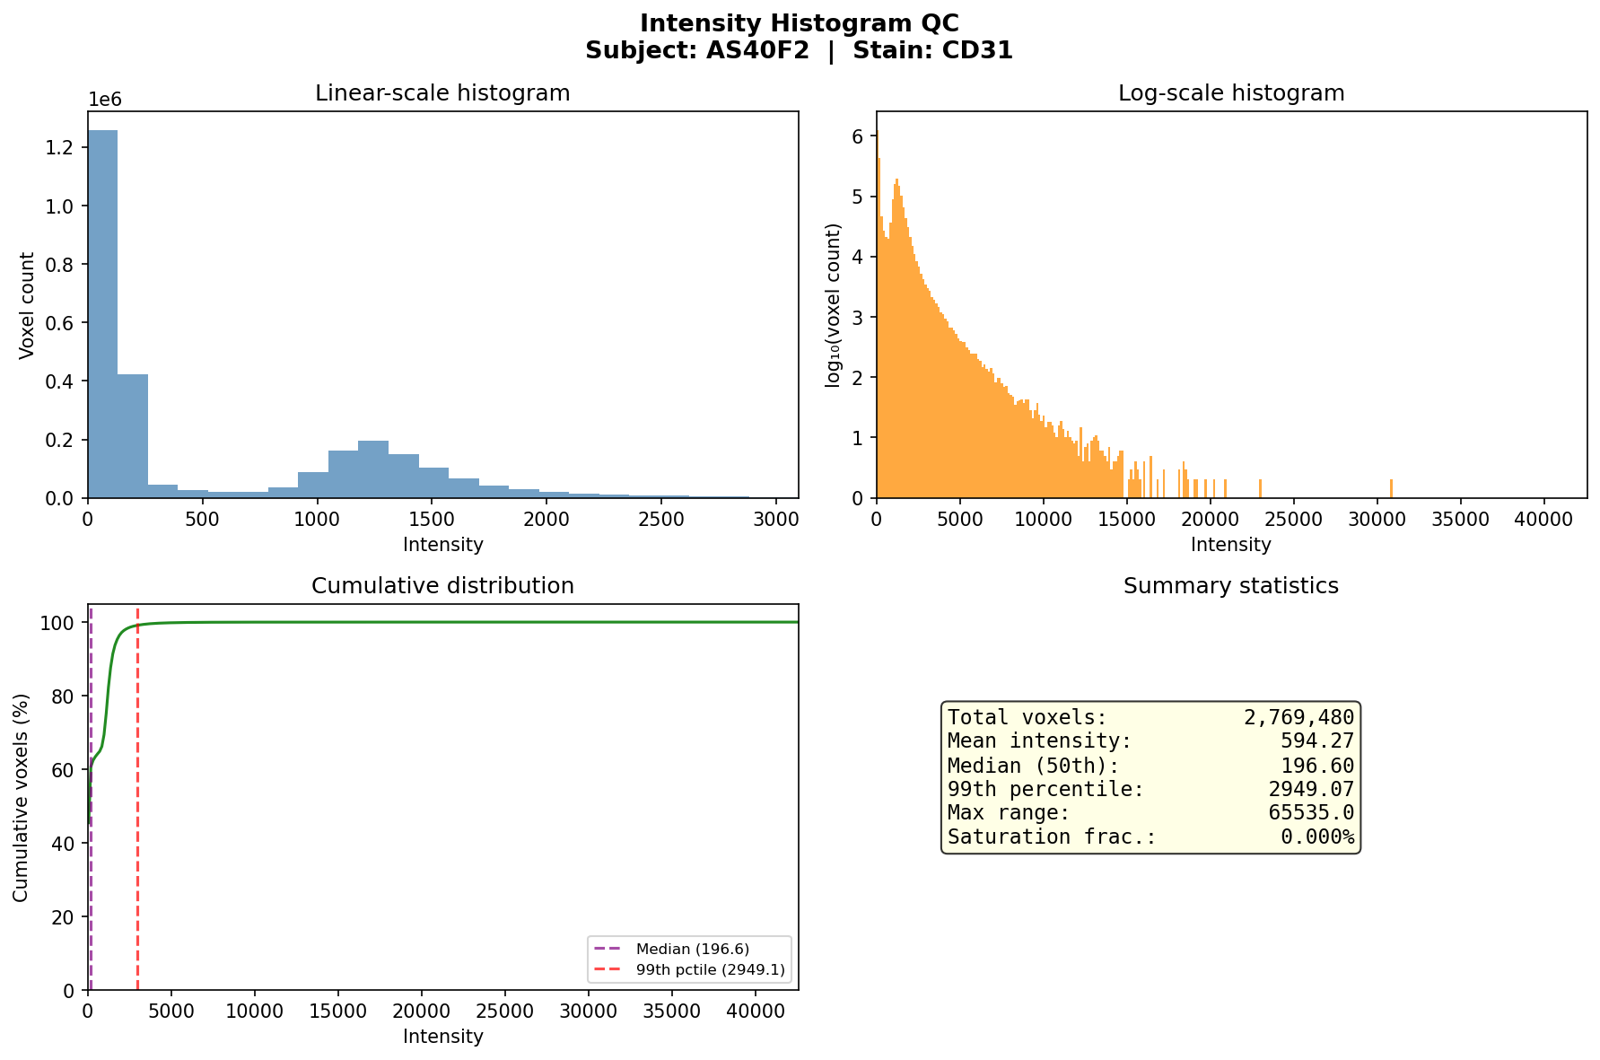 Intensity Histogram QC
Subject: AS40F2 | Stain: CD31
Linear-scale histogram
1e6
1.2
1.0
0.8
0.6
0.4
0.2
0.0
Voxel count
0 500 1000 1500 2000 2500 3000
Intensity
Log-scale histogram
6
5
4
3
2
1
0
log₁₀(voxel count)
0 5000 10000 15000 20000 25000 30000 35000 40000
Intensity
Cumulative distribution
100
80
60
40
20
0
Cumulative voxels (%)
Median (196.6)
99th pctile (2949.1)
0 5000 10000 15000 20000 25000 30000 35000 40000
Intensity
Summary statistics
Total voxels: 2,769,480
Mean intensity: 594.27
Median (50th): 196.60
99th percentile: 2949.07
Max range: 65535.0
Saturation frac.: 0.000%